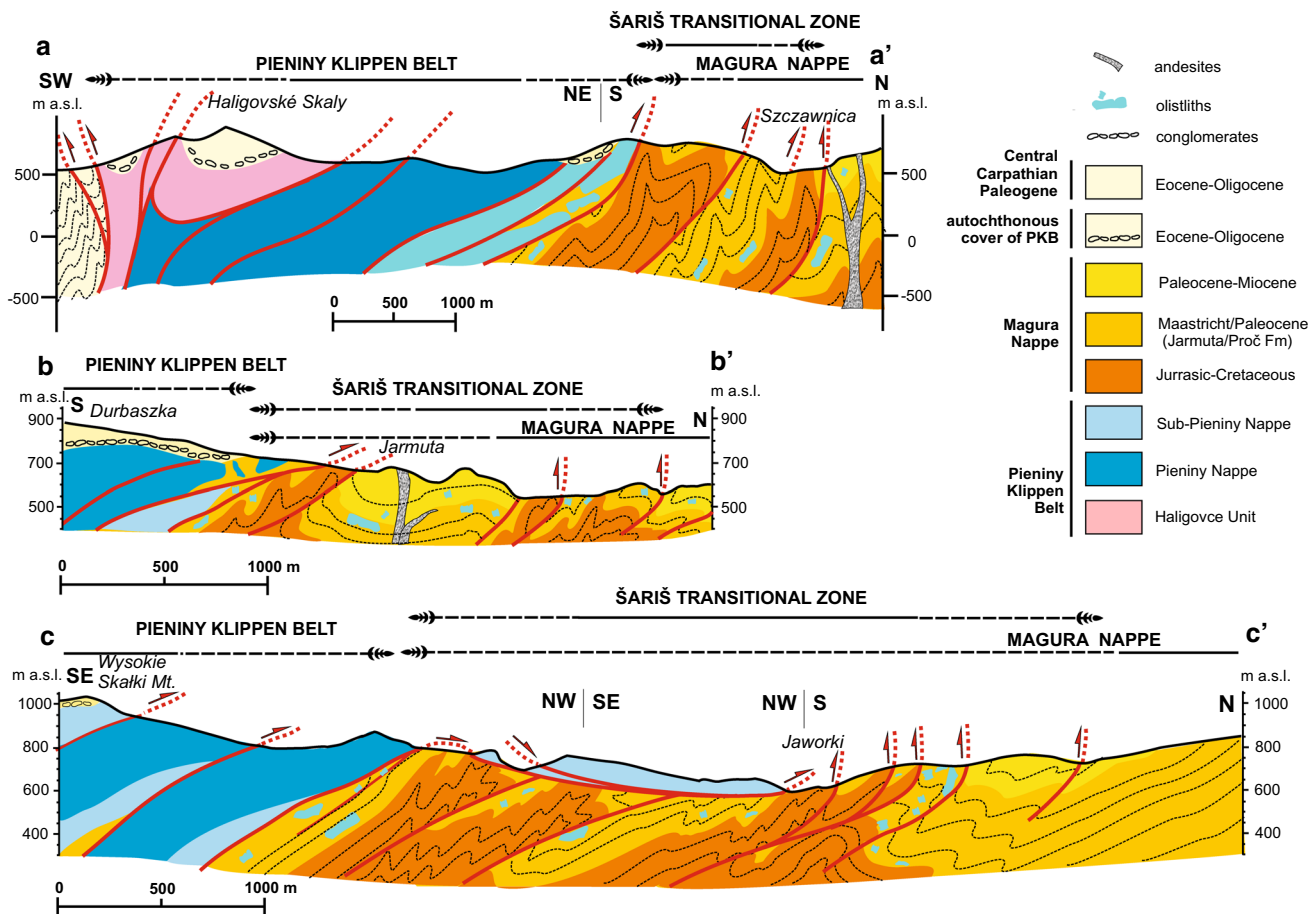 ŠARIŠ TRANSITIONAL ZONE
a
a'
SW
PIENINY KLIPPEN BELT
MAGURA NAPPE
N
m a.s.l.
Haligovské Skaly
NE
S
Szczawnica
m a.s.l.
500
0
-500
500
0
-500
0
500
1000 m
andesites
olistliths
conglomerates
Central
Carpathian
Paleogene
Eocene-Oligocene
autochthonous
cover of PKB
Eocene-Oligocene
Magura
Nappe
Paleocene-Miocene
Maastricht/Paleocene
(Jarmuta/Proč Fm)
Jurrasic-Cretaceous
Pieniny
Klippen
Belt
Sub-Pieniny Nappe
Pieniny Nappe
Haligovce Unit
PIENINY KLIPPEN BELT
b
b'
ŠARIŠ TRANSITIONAL ZONE
m a.s.l.
S
Durbaszka
MAGURA NAPPE
N
m a.s.l.
Jarmuta
900
700
500
900
700
500
0
500
1000 m
ŠARIŠ TRANSITIONAL ZONE
c
PIENINY KLIPPEN BELT
MAGURA NAPPE
c'
m a.s.l.
SE
Wysokie
Skałki Mt.
NW
SE
NW
S
N
m a.s.l.
Jaworki
1000
800
600
400
1000
800
600
400
0
500
1000 m